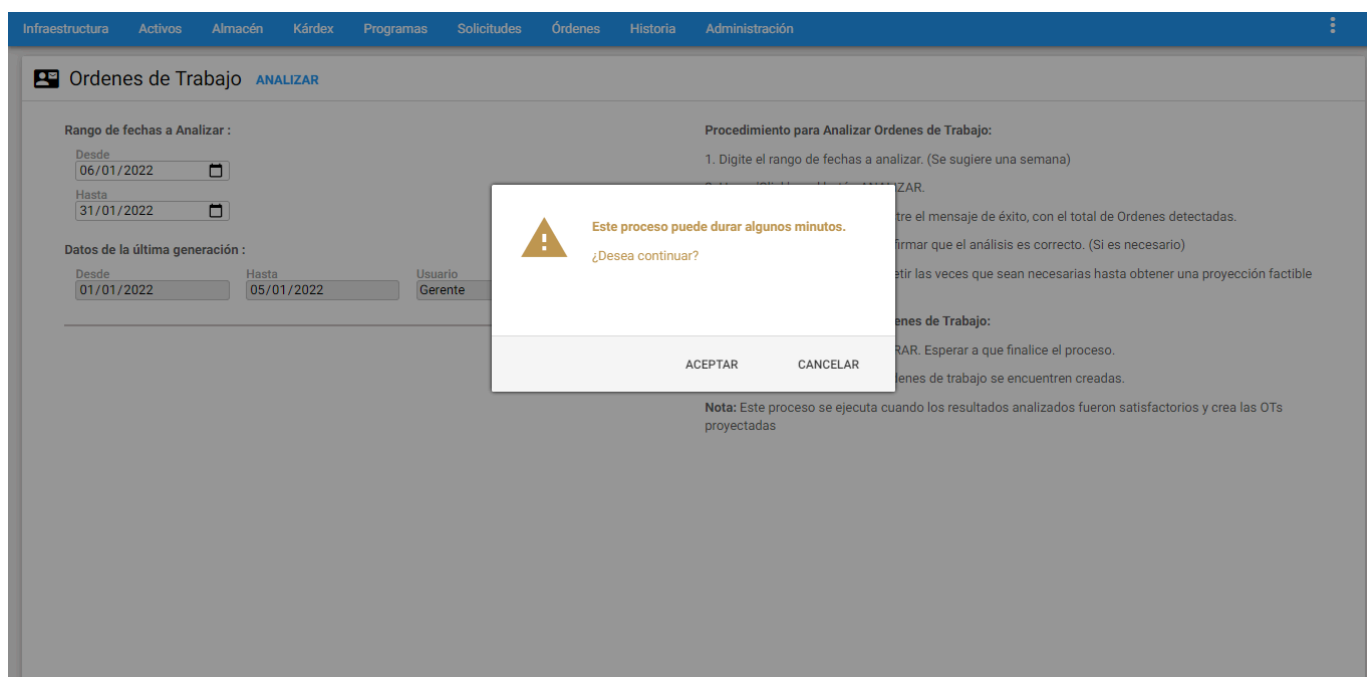 Infraestructura Activos Almacén Kárdex Programas Solicitudes Órdenes Historia Administración
Ordenes de Trabajo ANALIZAR
Rango de fechas a Analizar :
Desde
06/01/2022
Hasta
31/01/2022
Datos de la última generación :
Desde Hasta Usuario
01/01/2022 05/01/2022 Gerente
Procedimiento para Analizar Ordenes de Trabajo:
1. Digite el rango de fechas a analizar. (Se sugiere una semana)
IZAR.
tre el mensaje de éxito, con el total de Ordenes detectadas.
firmar que el análisis es correcto. (Si es necesario)
etir las veces que sean necesarias hasta obtener una proyección factible
enes de Trabajo:
RAR. Esperar a que finalice el proceso.
denes de trabajo se encuentren creadas.
Nota: Este proceso se ejecuta cuando los resultados analizados fueron satisfactorios y crea las OTs
proyectadas
Este proceso puede durar algunos minutos.
¿Desea continuar?
ACEPTAR CANCELAR